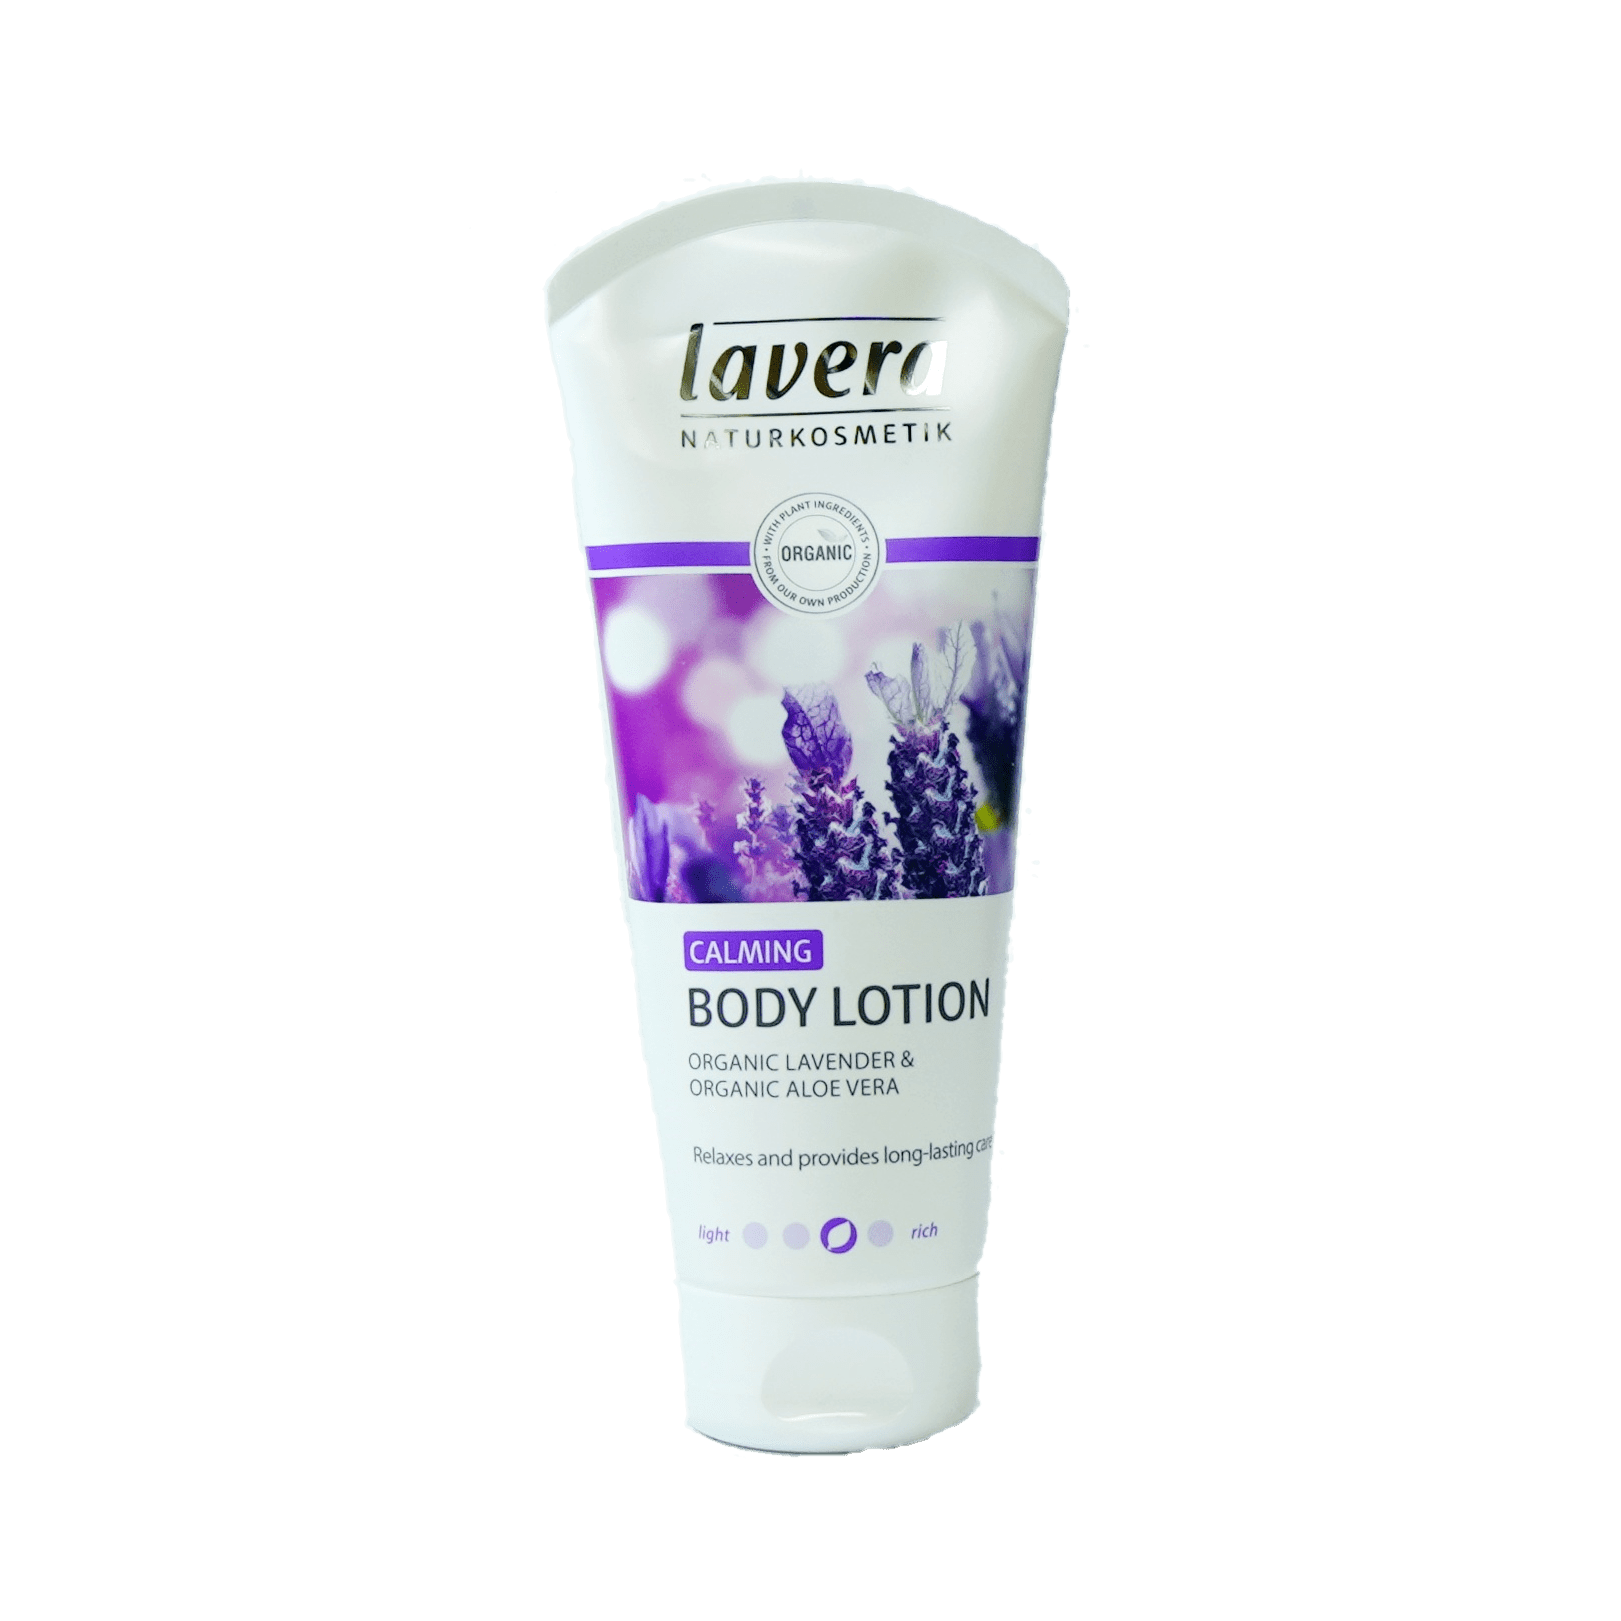 lavera
NATURKOSMETIK
• WITH PLANT INGREDIENTS •
ORGANIC
FROM OUR OWN PRODUCTION
CALMING
BODY LOTION
ORGANIC LAVENDER &
ORGANIC ALOE VERA
Relaxes and provides long-lasting care
light
rich